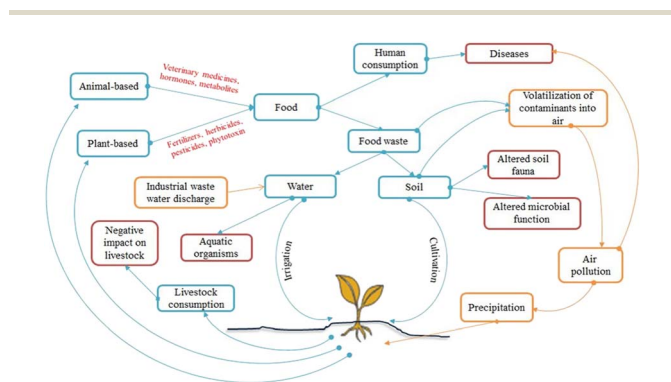 Human
consumption
Diseases
Animal-based
Veterinary medicines,
hormones, metabolites
Food
Volatilization of
contaminants into
air
Plant-based
Fertilizers, herbicides,
pesticides, phytotoxin
Food waste
Altered soil
fauna
Industrial waste
water discharge
Water
Soil
Altered microbial
function
Negative
impact on
livestock
Aquatic
organisms
Irrigation
Cultivation
Air
pollution
Livestock
consumption
Precipitation